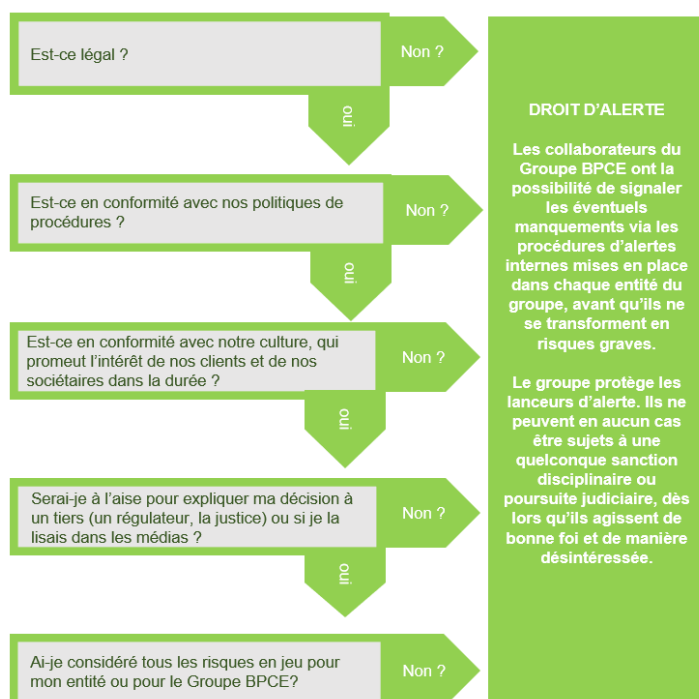 Est-ce légal ?
Non ?
oui
Est-ce en conformité avec nos politiques de
procédures ?
Non ?
oui
Est-ce en conformité avec notre culture, qui
promeut l’intérêt de nos clients et de nos
sociétaires dans la durée ?
Non ?
oui
Serai-je à l’aise pour expliquer ma décision à
un tiers (un régulateur, la justice) ou si je la
lisais dans les médias ?
Non ?
oui
Ai-je considéré tous les risques en jeu pour
mon entité ou pour le Groupe BPCE?
Non ?
DROIT D’ALERTE
Les collaborateurs du
Groupe BPCE ont la
possibilité de signaler
les éventuels
manquements via les
procédures d’alertes
internes mises en place
dans chaque entité du
groupe, avant qu’ils ne
se transforment en
risques graves.
Le groupe protège les
lanceurs d’alerte. Ils ne
peuvent en aucun cas
être sujets à une
quelconque sanction
disciplinaire ou
poursuite judiciaire, dès
lors qu’ils agissent de
bonne foi et de manière
désintéressée.